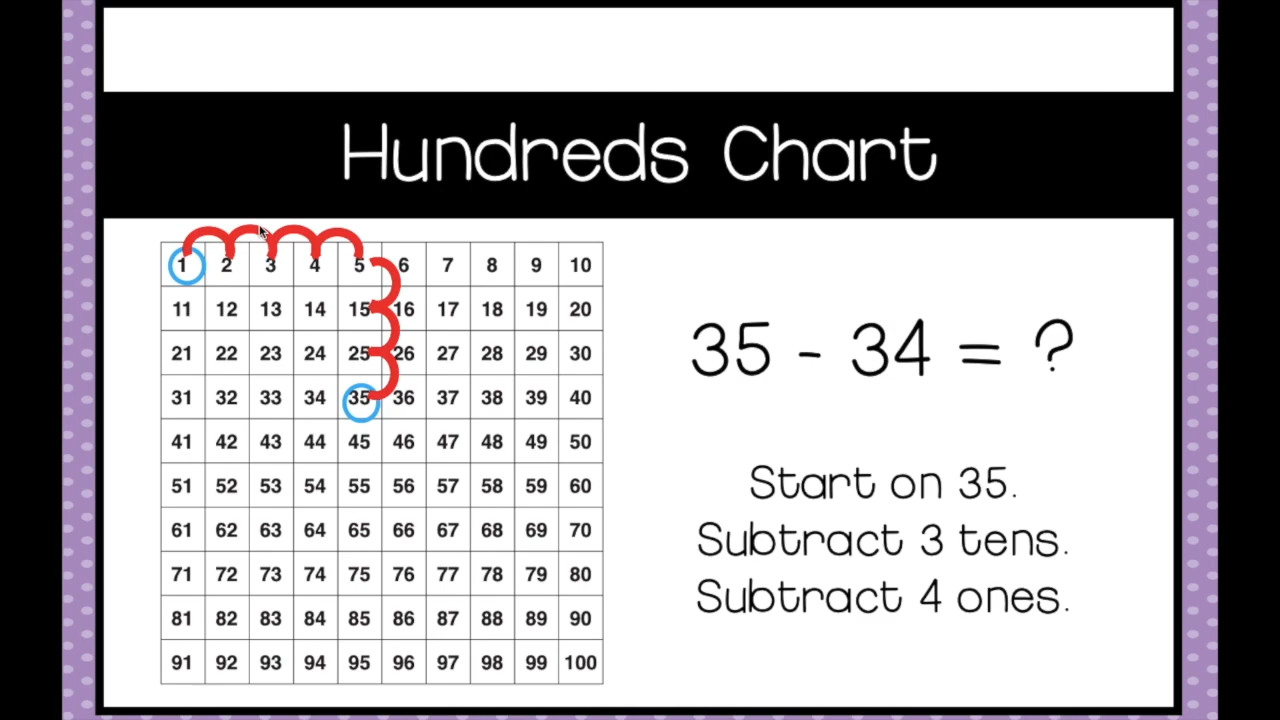 Hundreds Chart
1 2 3 4 5 6 7 8 9 10
11 12 13 14 15 16 17 18 19 20
21 22 23 24 25 26 27 28 29 30
31 32 33 34 35 36 37 38 39 40
41 42 43 44 45 46 47 48 49 50
51 52 53 54 55 56 57 58 59 60
61 62 63 64 65 66 67 68 69 70
71 72 73 74 75 76 77 78 79 80
81 82 83 84 85 86 87 88 89 90
91 92 93 94 95 96 97 98 99 100
35 - 34 = ?
Start on 35.
Subtract 3 tens.
Subtract 4 ones.